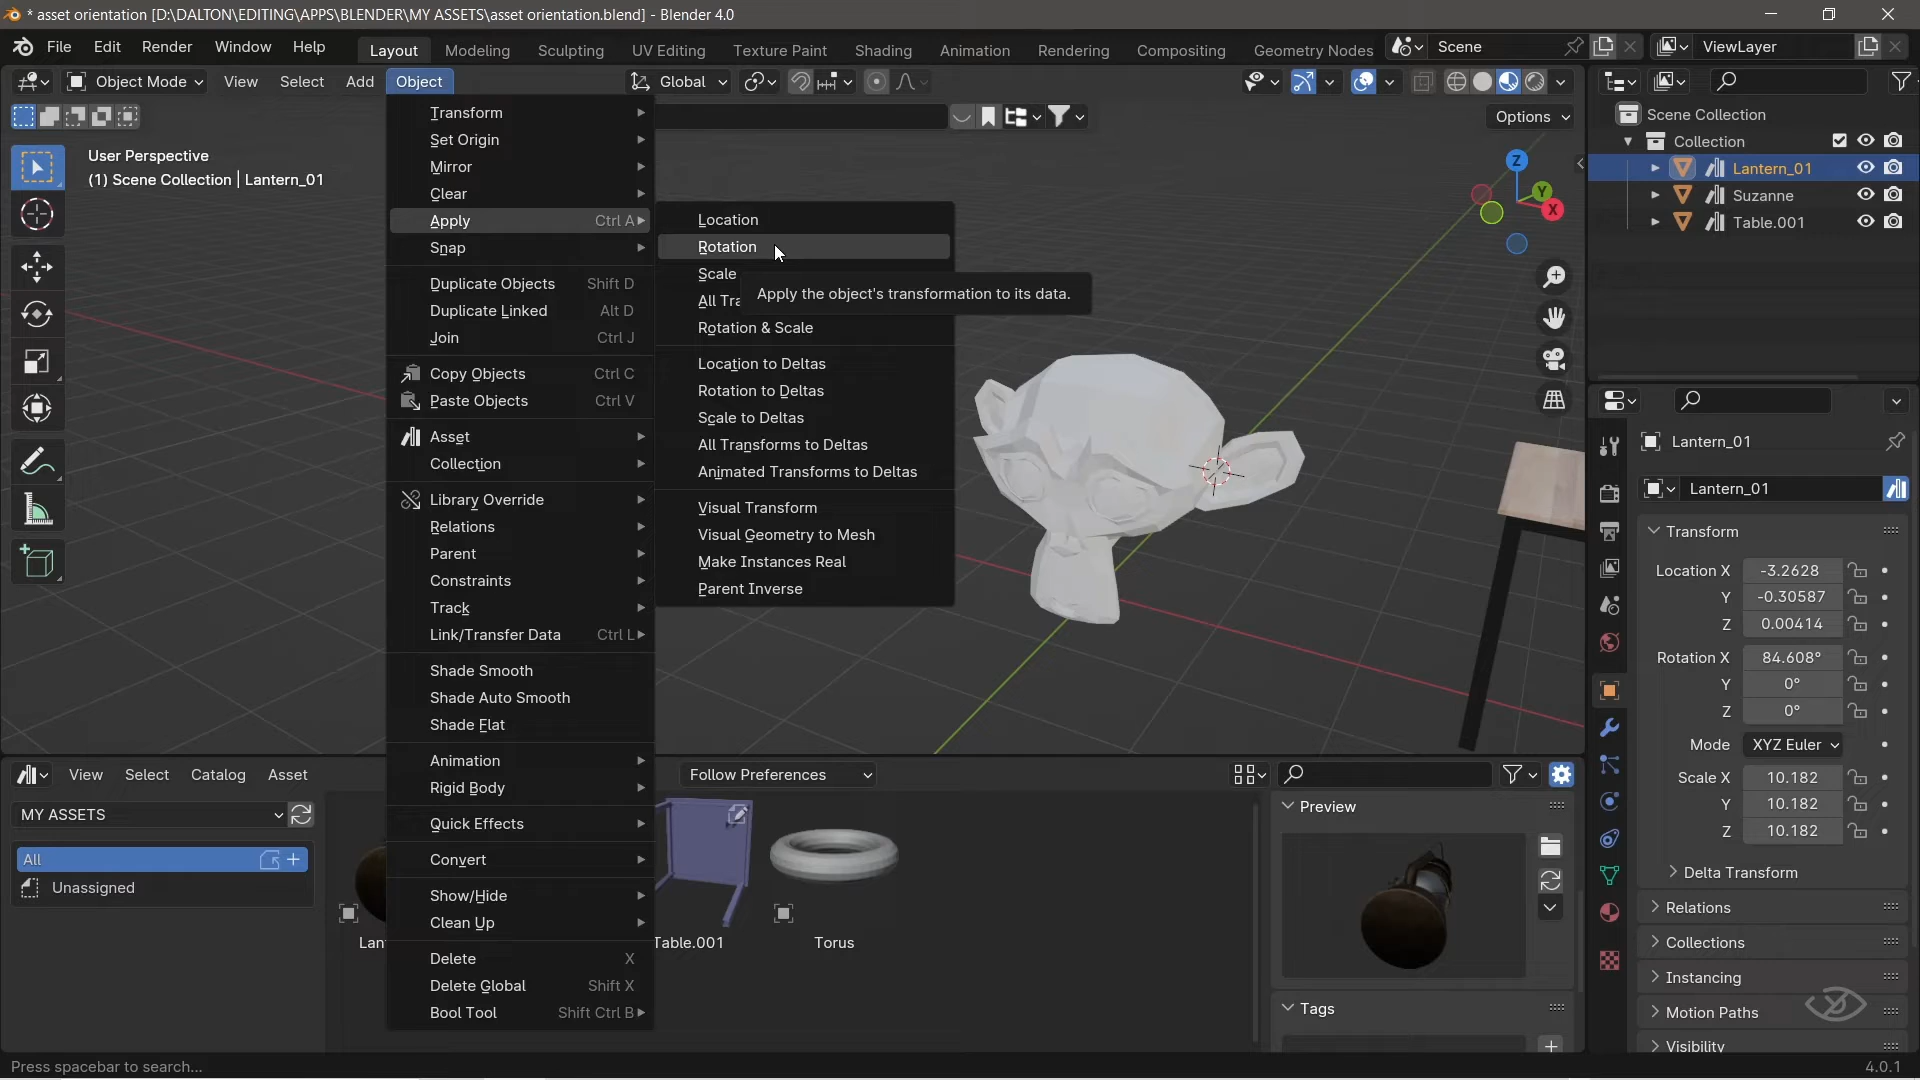 * asset orientation [D:\DALTON\EDITING\APPS\BLENDER\MY ASSETS\asset orientation.blend] - Blender 4.0
File Edit Render Window Help Layout Modeling Sculpting UV Editing Texture Paint Shading Animation Rendering Compositing Geometry Nodes Scene ViewLayer
Object Mode View Select Add Object Global
Options
User Perspective
(1) Scene Collection | Lantern_01
Transform
Set Origin
Mirror
Clear
Apply Ctrl A
Snap
Duplicate Objects Shift D
Duplicate Linked Alt D
Join Ctrl J
Copy Objects Ctrl C
Paste Objects Ctrl V
Asset
Collection
Library Override
Relations
Parent
Constraints
Track
Link/Transfer Data Ctrl L
Shade Smooth
Shade Auto Smooth
Shade Flat
Animation
Rigid Body
Quick Effects
Convert
Show/Hide
Clean Up
Delete X
Delete Global Shift X
Bool Tool Shift Ctrl B
Location
Rotation
Scale
All Tra
Apply the object's transformation to its data.
Rotation & Scale
Location to Deltas
Rotation to Deltas
Scale to Deltas
All Transforms to Deltas
Animated Transforms to Deltas
Visual Transform
Visual Geometry to Mesh
Make Instances Real
Parent Inverse
Z
Y
X
Scene Collection
Collection
Lantern_01
Suzanne
Table.001
Lantern_01
Lantern_01
Transform
Location X -3.2628
Y -0.30587
Z 0.00414
Rotation X 84.608°
Y 0°
Z 0°
Mode XYZ Euler
Scale X 10.182
Y 10.182
Z 10.182
Delta Transform
Relations
Collections
Instancing
Motion Paths
Visibility
View Select Catalog Asset Follow Preferences
MY ASSETS
All
Unassigned
Lan
Table.001
Torus
Preview
Tags
Press spacebar to search...
4.0.1